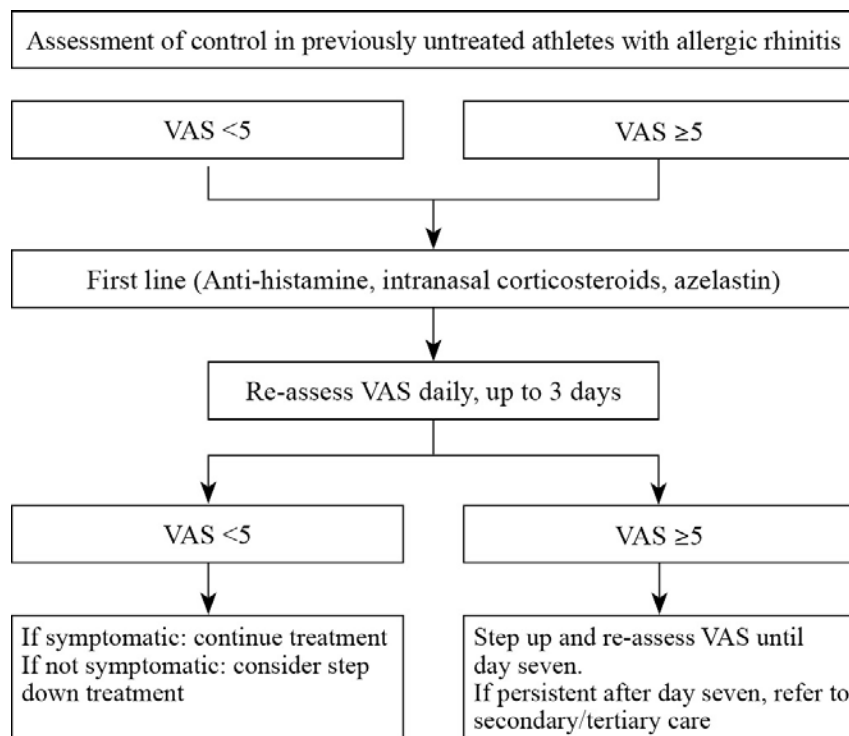 Assessment of control in previously untreated athletes with allergic rhinitis
VAS <5
VAS ≥5
First line (Anti-histamine, intranasal corticosteroids, azelastin)
Re-assess VAS daily, up to 3 days
VAS <5
VAS ≥5
If symptomatic: continue treatment
If not symptomatic: consider step
down treatment
Step up and re-assess VAS until
day seven.
If persistent after day seven, refer to
secondary/tertiary care